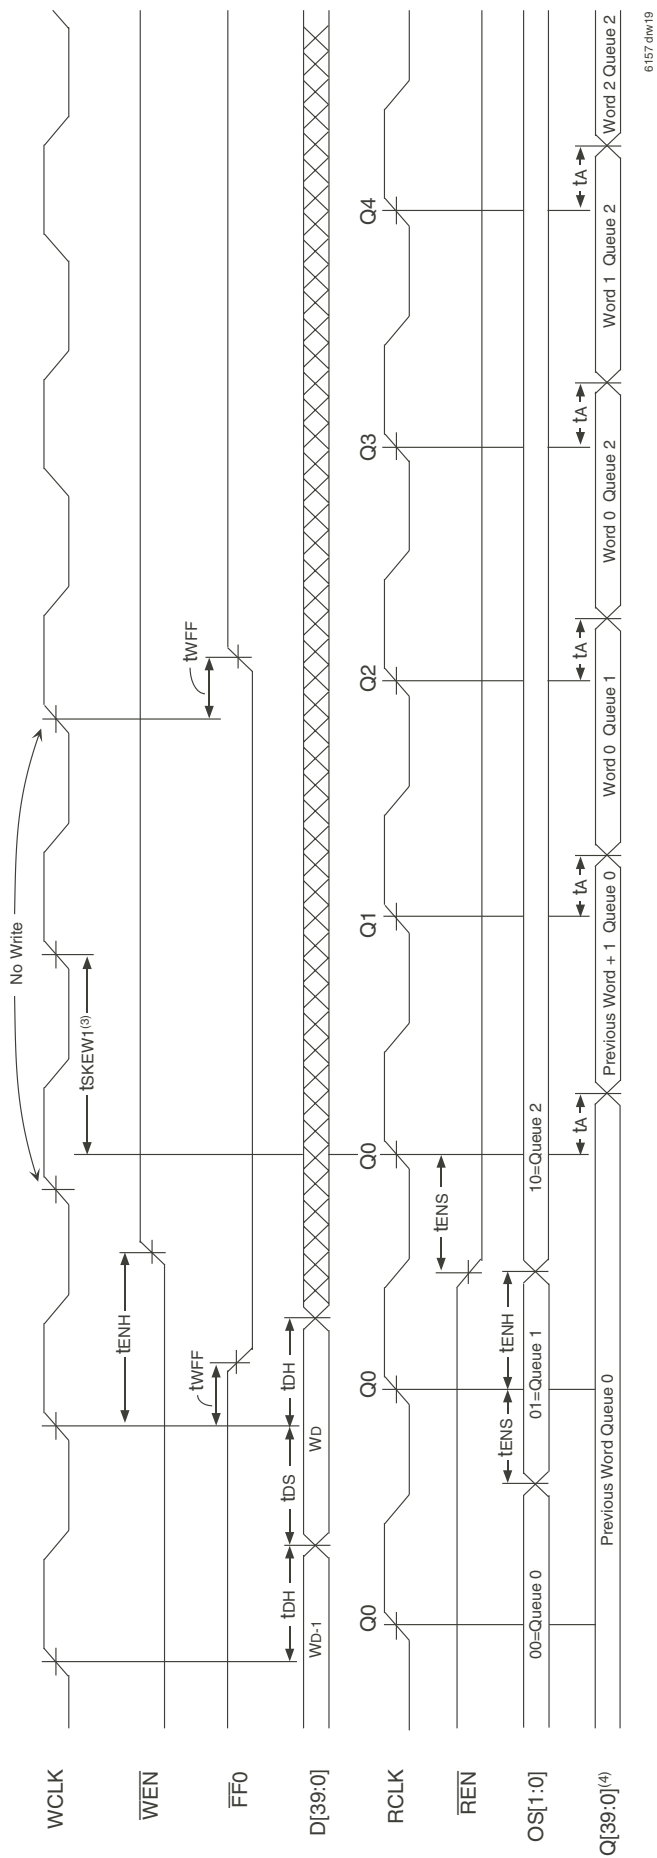 WCLK
No Write
tSKEW1(3)
WEN
tENH
FF0
tWFF
tWFF
D[39:0]
tDH
tDS
tDH
WD-1
WD
RCLK
Q0
Q0
Q0
Q1
Q2
Q3
Q4
REN
tENS
OS[1:0]
tENS
tENH
00=Queue 0
01=Queue 1
10=Queue 2
Q[39:0](4)
tA
tA
tA
tA
tA
Previous Word Queue 0
Previous Word + 1 Queue 0
Word 0 Queue 1
Word 0 Queue 2
Word 1 Queue 2
Word 2 Queue 2
6157 drw19